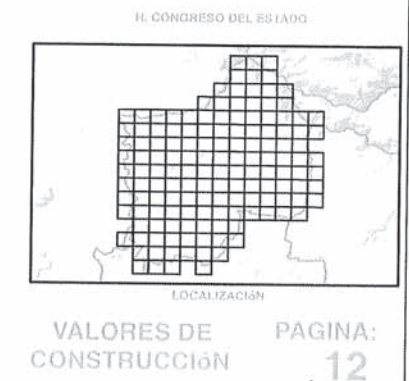 H. CONGRESO DEL ESTADO
LOCALIZACIóN
VALORES DE
CONSTRUCCIóN
PAGINA:
12